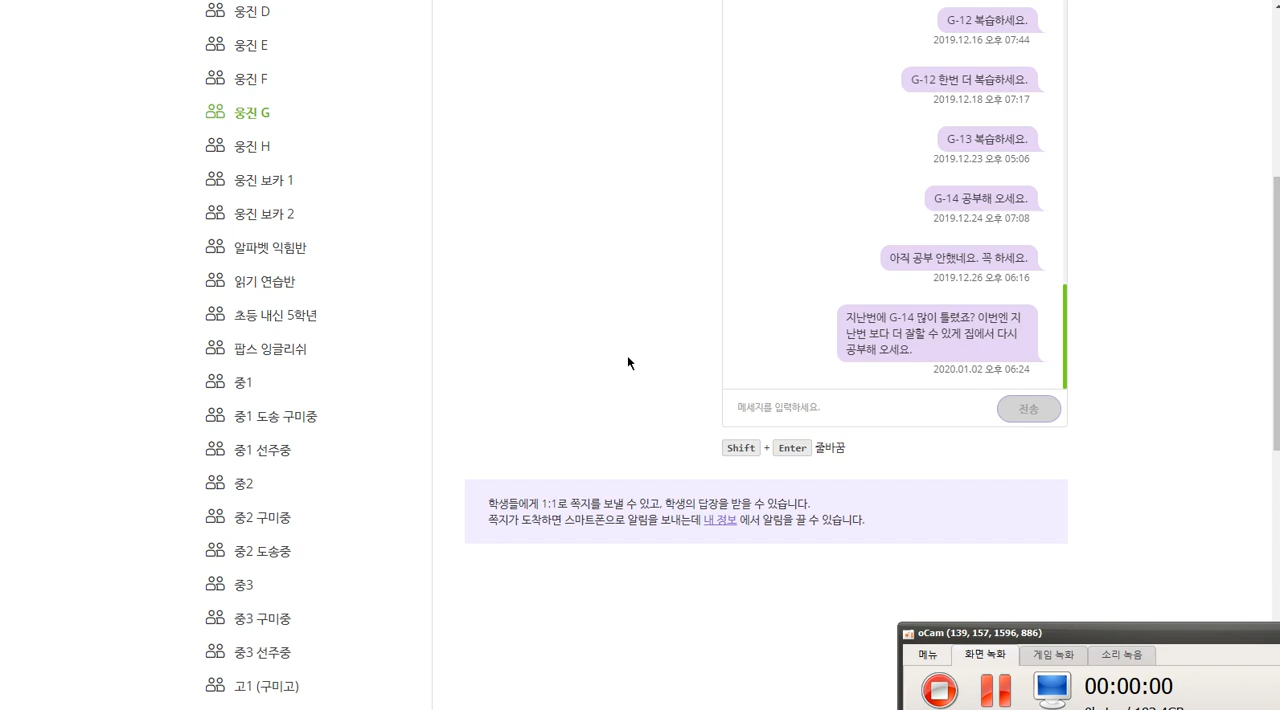 웅진 D
웅진 E
웅진 F
웅진 G
웅진 H
웅진 보카 1
웅진 보카 2
알파벳 익힘반
읽기 연습반
초등 내신 5학년
팝스 잉글리쉬
중1
중1 도송 구미중
중1 선주중
중2
중2 구미중
중2 도송중
중3
중3 구미중
중3 선주중
고1 (구미고)
G-12 복습하세요.
2019.12.16 오후 07:44
G-12 한번 더 복습하세요.
2019.12.18 오후 07:17
G-13 복습하세요.
2019.12.23 오후 05:06
G-14 공부해 오세요.
2019.12.24 오후 07:08
아직 공부 안했네요. 꼭 하세요.
2019.12.26 오후 06:16
지난번에 G-14 많이 틀렸죠? 이번엔 지
난번 보다 더 잘할 수 있게 집에서 다시
공부해 오세요.
2020.01.02 오후 06:24
메세지를 입력하세요.
전송
Shift + Enter 줄바꿈
학생들에게 1:1로 쪽지를 보낼 수 있고, 학생의 답장을 받을 수 있습니다.
쪽지가 도착하면 스마트폰으로 알림을 보내는데 내 정보 에서 알림을 끌 수 있습니다.
oCam (139, 157, 1596, 886)
메뉴 화면 녹화 게임 녹화 소리 녹음
00:00:00